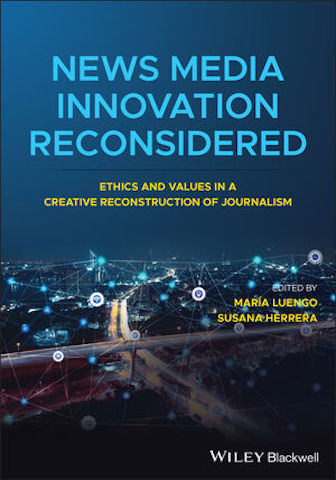 NEWS MEDIA
INNOVATION
RECONSIDERED
ETHICS AND VALUES IN A
CREATIVE RECONSTRUCTION OF JOURNALISM
EDITED BY
MARÍA LUENGO
SUSANA HERRERA
WILEY Blackwell